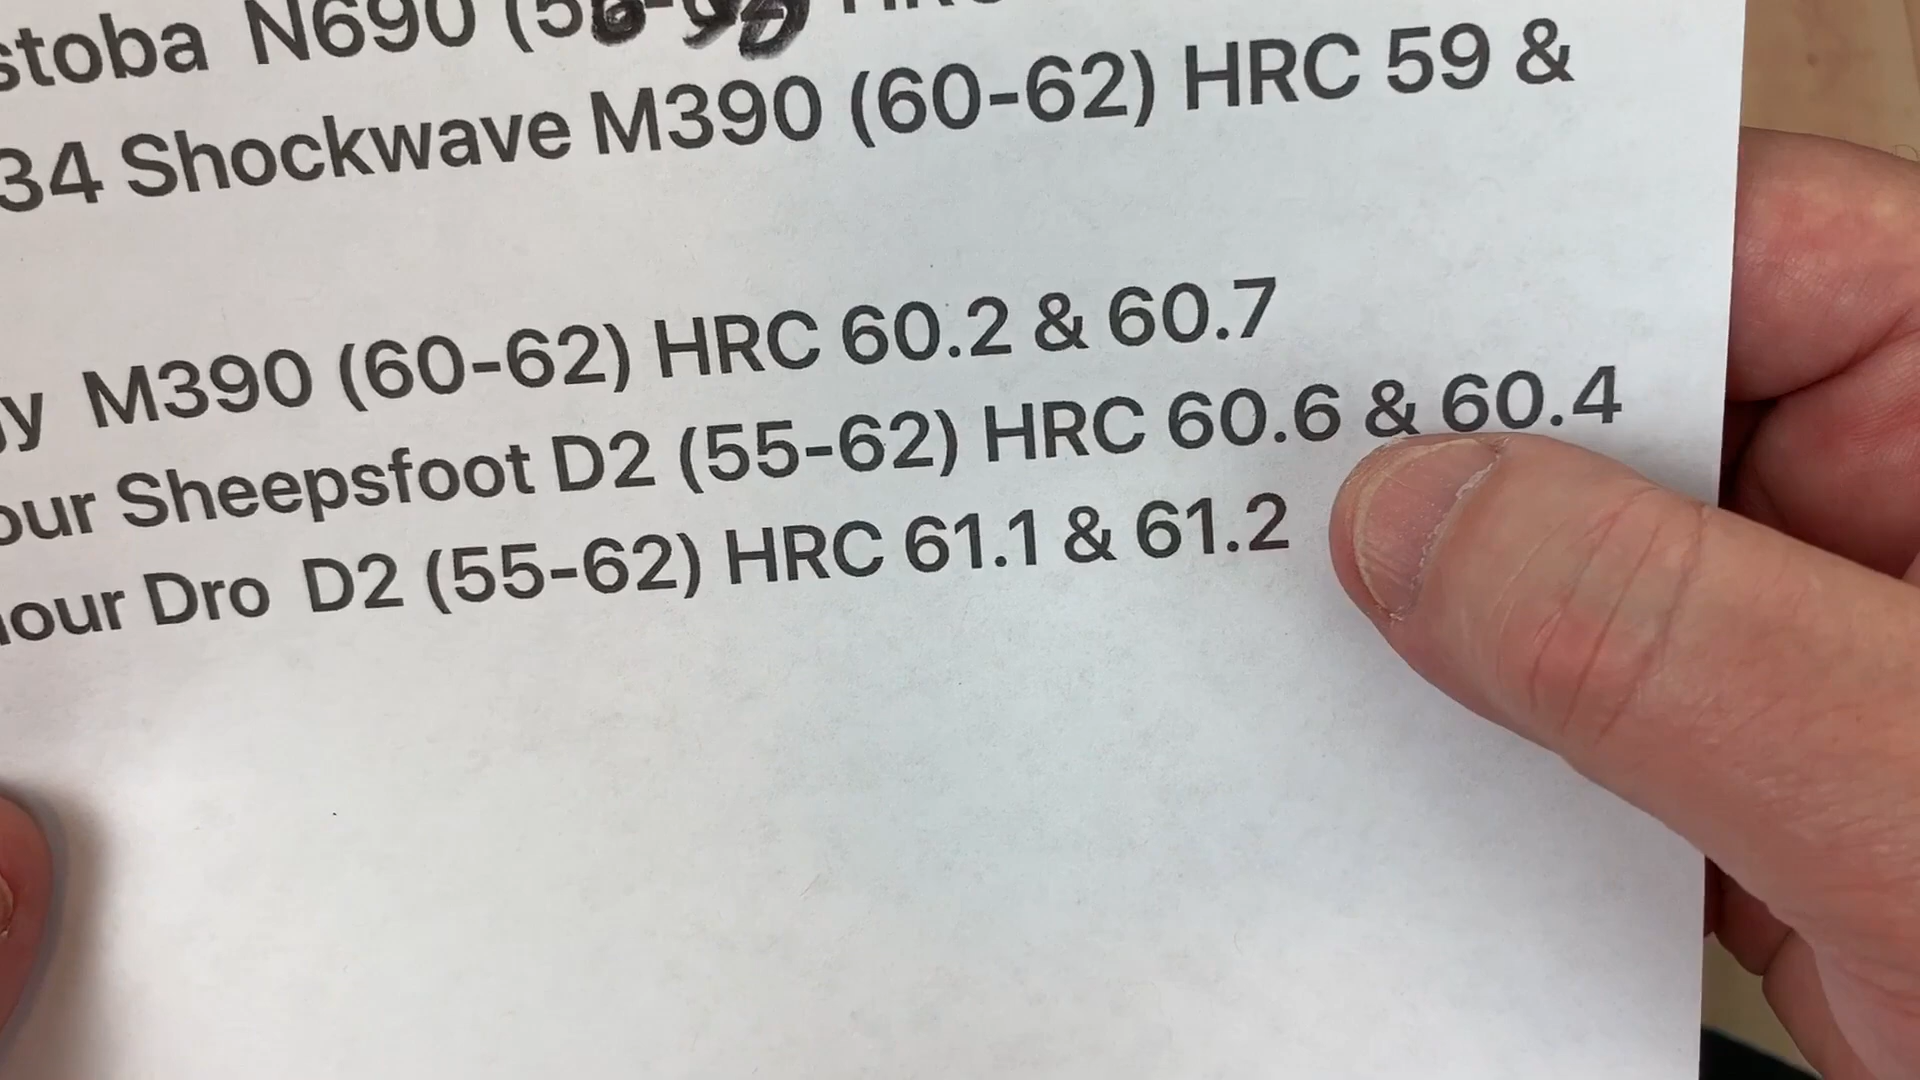 stoba N690 (5
34 Shockwave M390 (60-62) HRC 59 &
y M390 (60-62) HRC 60.2 & 60.7
our Sheepsfoot D2 (55-62) HRC 60.6 & 60.4
our Dro D2 (55-62) HRC 61.1 & 61.2